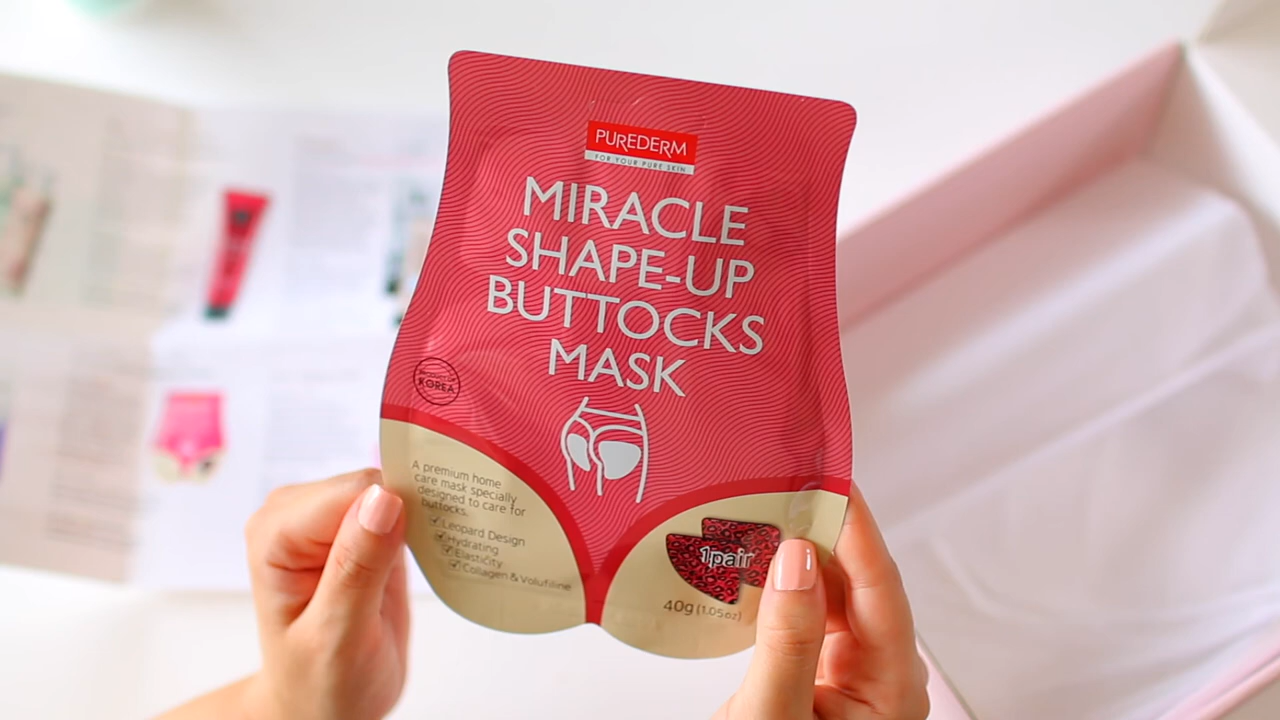 PUREDERM
FOR YOUR PURE SKIN
MIRACLE
SHAPE-UP
BUTTOCKS
MASK
KOREA
A premium home
care mask specially
designed to care for
buttocks.
Leopard Design
Hydrating
Elasticity
Collagen & Volufiline
1pair
40g (1.05oz)